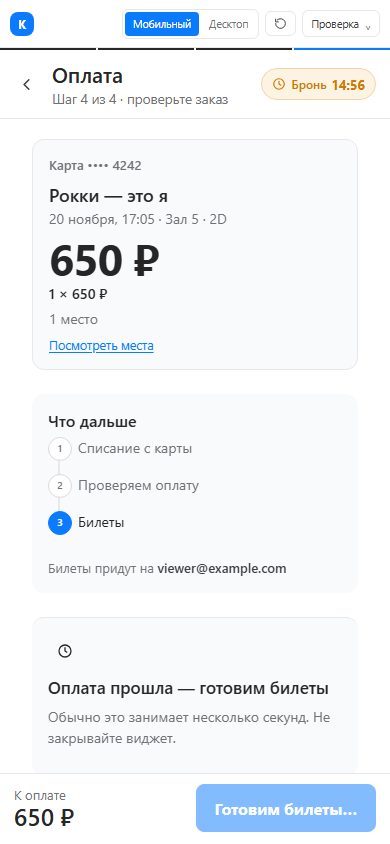 K
Мобильный
Десктоп
Проверка
Оплата
Шаг 4 из 4 · проверьте заказ
Бронь 14:56
Карта •••• 4242
Рокки — это я
20 ноября, 17:05 · Зал 5 · 2D
650 ₽
1 × 650 ₽
1 место
Посмотреть места
Что дальше
1 Списание с карты
2 Проверяем оплату
3 Билеты
Билеты придут на viewer@example.com
Оплата прошла — готовим билеты
Обычно это занимает несколько секунд. Не
закрывайте виджет.
К оплате
650 ₽
Готовим билеты...